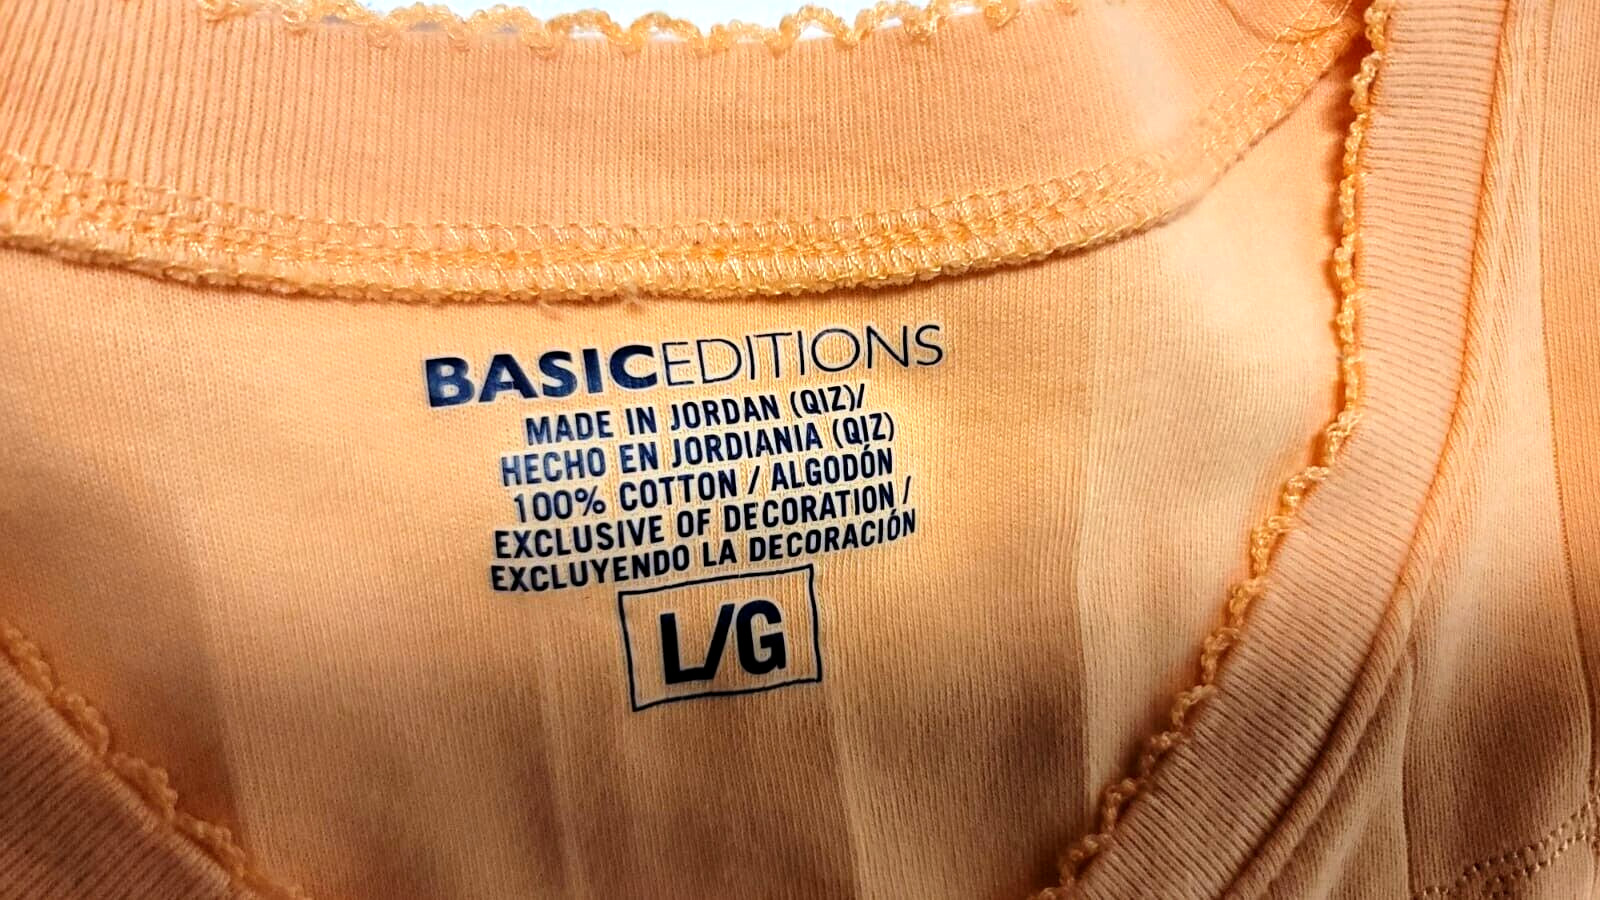 BASICEDITIONS
MADE IN JORDAN (QIZ)/
HECHO EN JORDIANIA (QIZ)
100% COTTON / ALGODÓN
EXCLUSIVE OF DECORATION /
EXCLUYENDO LA DECORACIÓN
L/G